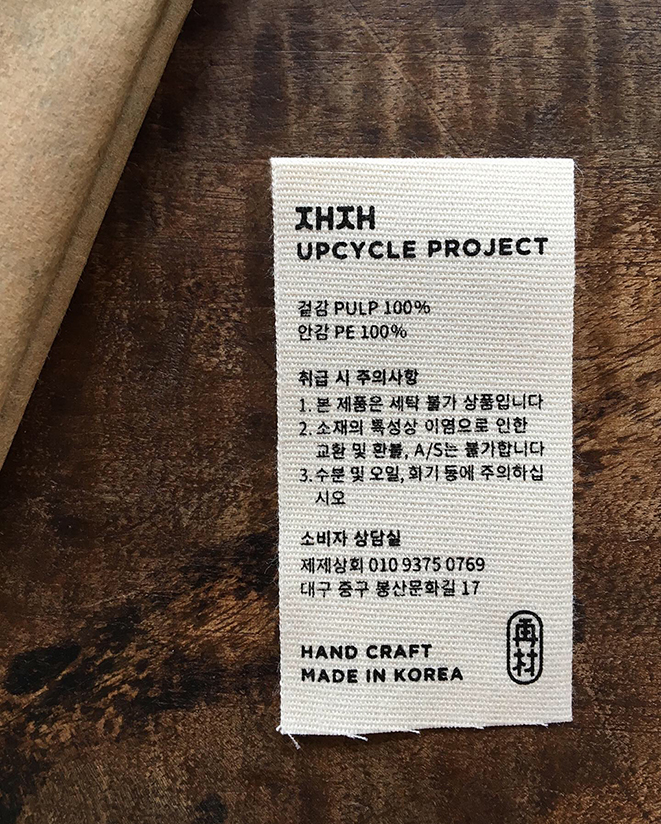 재재
UPCYCLE PROJECT
겉감 PULP 100%
안감 PE 100%
취급 시 주의사항
1. 본 제품은 세탁 불가 상품입니다
2. 소재의 특성상 이염으로 인한
교환 및 환불, A/S는 불가합니다
3. 수분 및 오일, 화기 등에 주의하십
시오
소비자 상담실
제제상회 010 9375 0769
대구 중구 봉산문화길 17
HAND CRAFT
MADE IN KOREA
再材